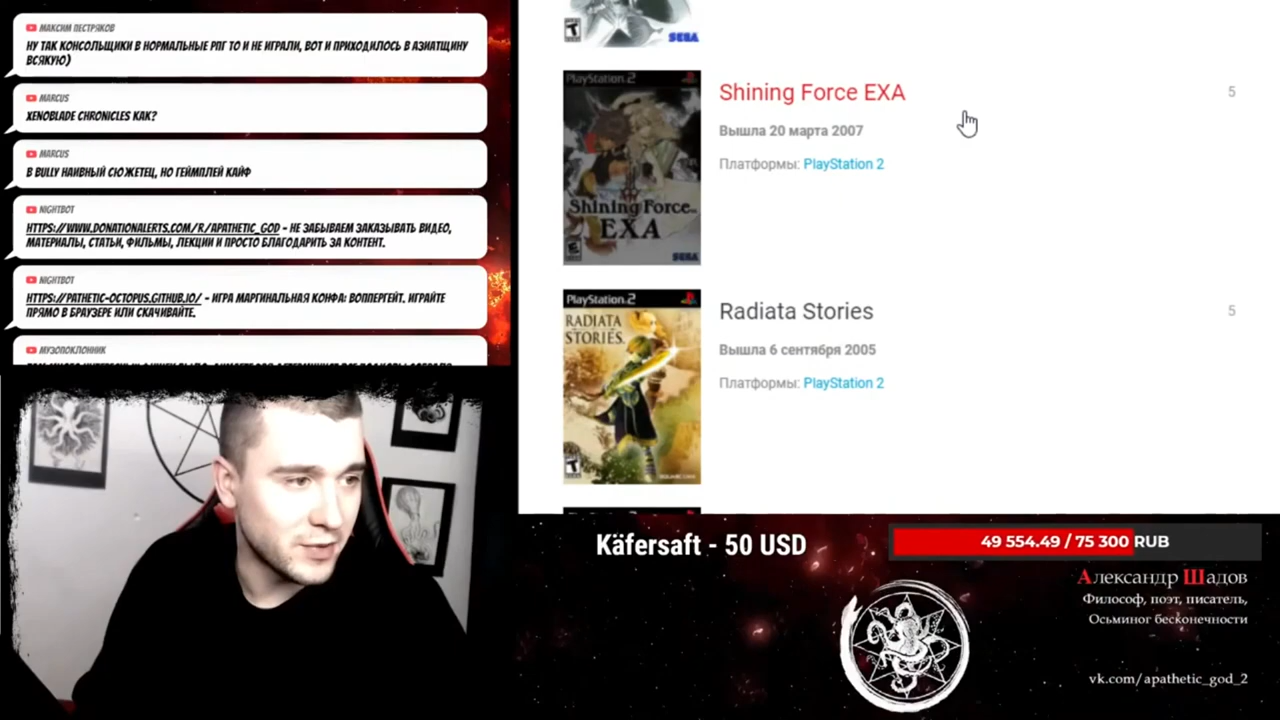 МАКСИМ ПЕСТРЯКОВ
НУ ТАК КОНСОЛЬЩИКИ В НОРМАЛЬНЫЕ РПГ ТО И НЕ ИГРАЛИ, ВОТ И ПРИХОДИЛОСЬ В АЗИАТЩИНУ
ВСЯКУЮ)
MARCUS
XENOBLADE CHRONICLES КАК?
MARCUS
В BULLY НАИВНЫЙ СЮЖЕТЕЦ, НО ГЕЙМПЛЕЙ КАЙФ
NIGHTBOT
HTTPS://WWW.DONATIONALERTS.COM/R/APATHETIC_GOD - НЕ ЗАБЫВАЕМ ЗАКАЗЫВАТЬ ВИДЕО,
МАТЕРИАЛЫ, СТАТЬИ, ФИЛЬМЫ, ЛЕКЦИИ И ПРОСТО БЛАГОДАРИТЬ ЗА КОНТЕНТ.
NIGHTBOT
HTTPS://PATHETIC-OCTOPUS.GITHUB.IO/ - ИГРА МАРГИНАЛЬНАЯ КОНФА: ВОППЕРГЕЙТ. ИГРАЙТЕ
ПРЯМО В БРАУЗЕРЕ ИЛИ СКАЧИВАЙТЕ.
МУЗОПОКЛОННИК
T
SEGA
PlayStation 2
Shining Force
EXA
E
SEGA
Shining Force EXA
5
Вышла 20 марта 2007
Платформы: PlayStation 2
PlayStation 2
RADIATA
STORIES
T
SQUARE ENIX
Radiata Stories
5
Вышла 6 сентября 2005
Платформы: PlayStation 2
Käfersaft - 50 USD
49 554.49 / 75 300 RUB
Александр Шадов
Философ, поэт, писатель,
Осьминог бесконечности
vk.com/apathetic_god_2